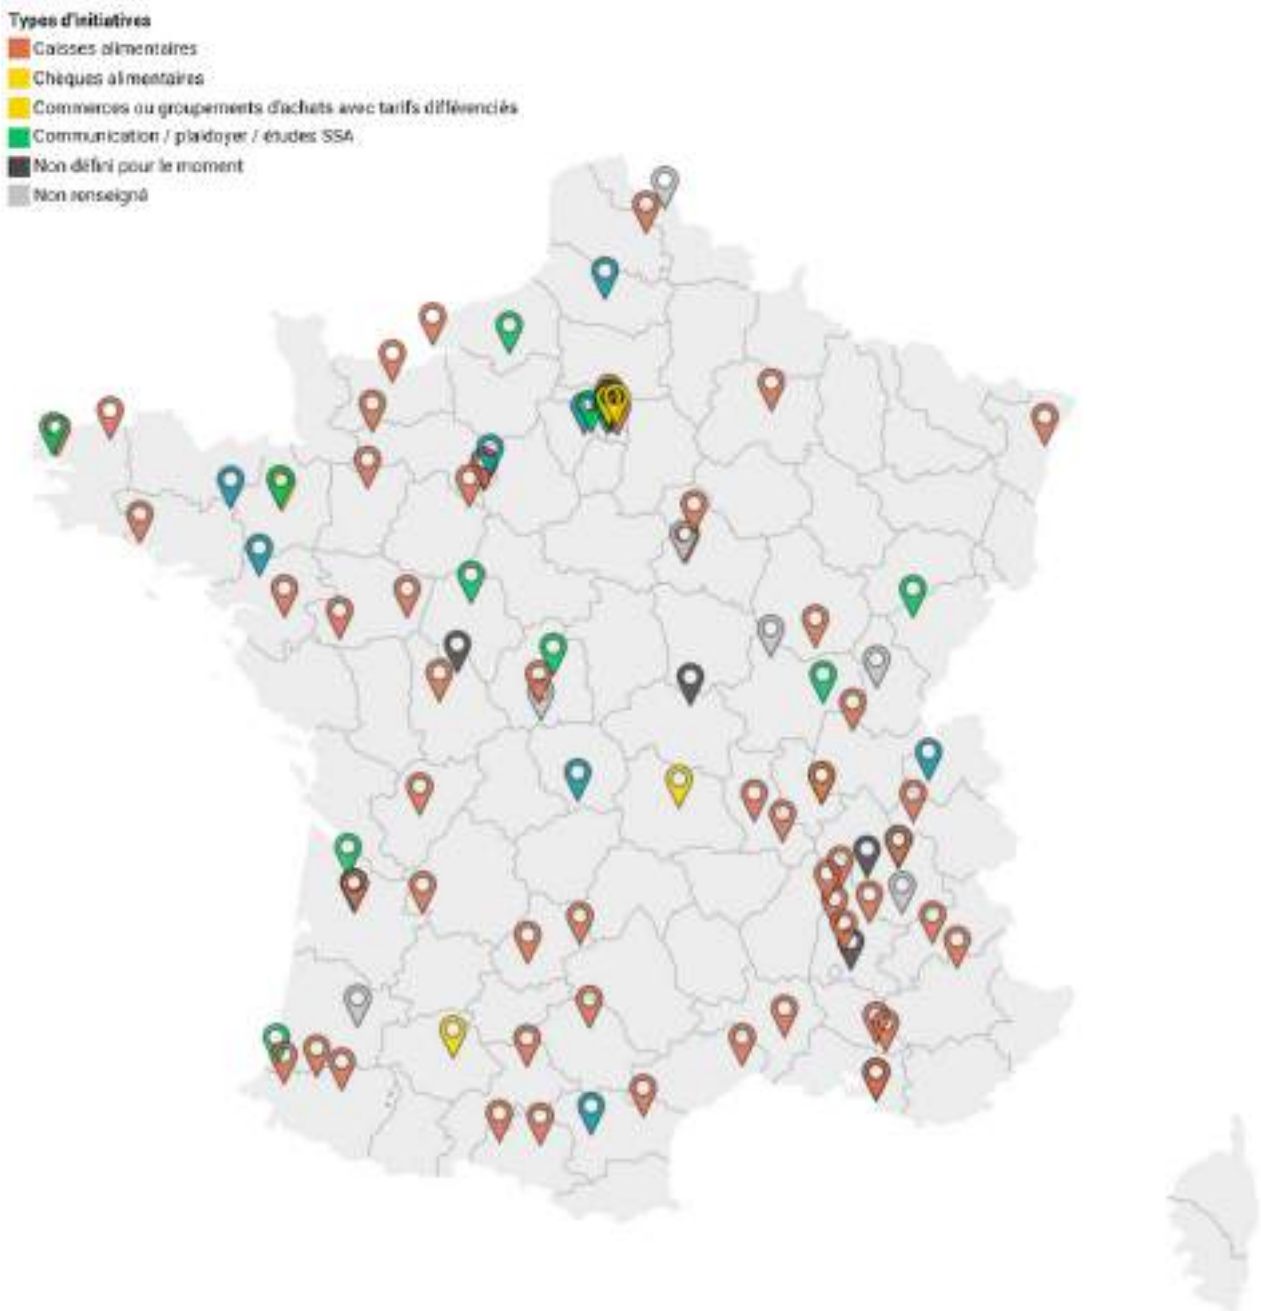 Types d'initiatives
Caisses alimentaires
Chèques alimentaires
Commerces ou groupements d'achats avec tarifs différenciés
Communication / plaidoyer / études SSA
Non défini pour le moment
Non renseigné